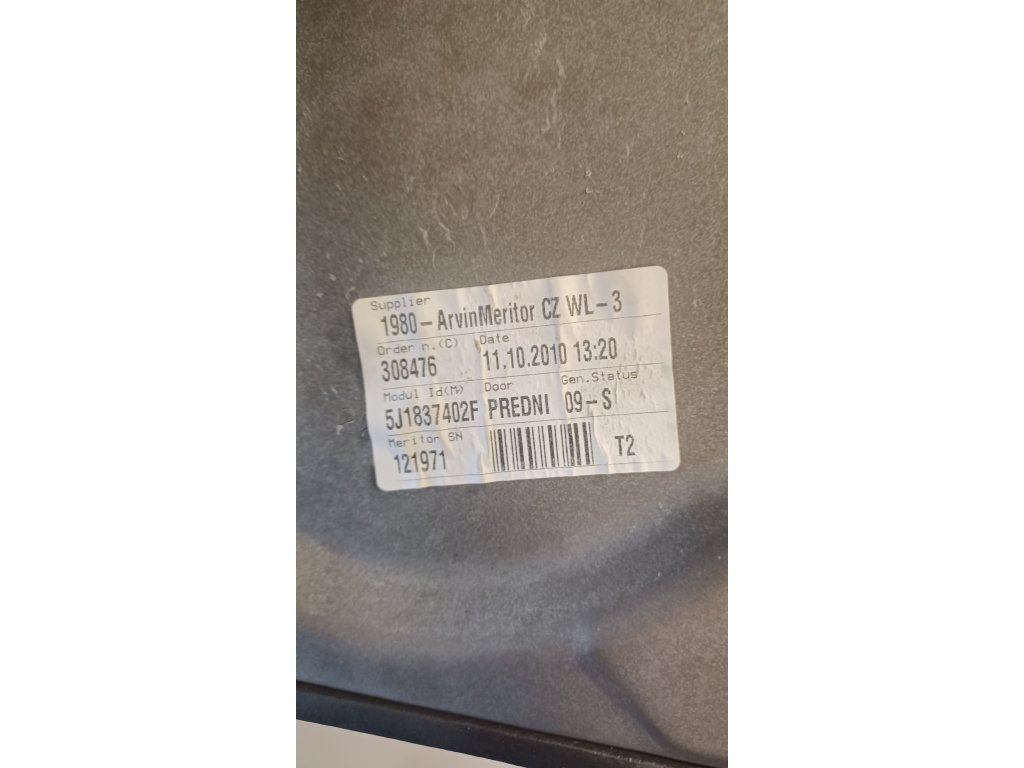 Supplier
1980-ArvinMeritor CZ WL-3
Order n.(C) Date
308476 11.10.2010 13:20
Modul Id(M) Door Gen.Status
5J1837402F PREDNI 09-S
Meritor SN
121971 T2